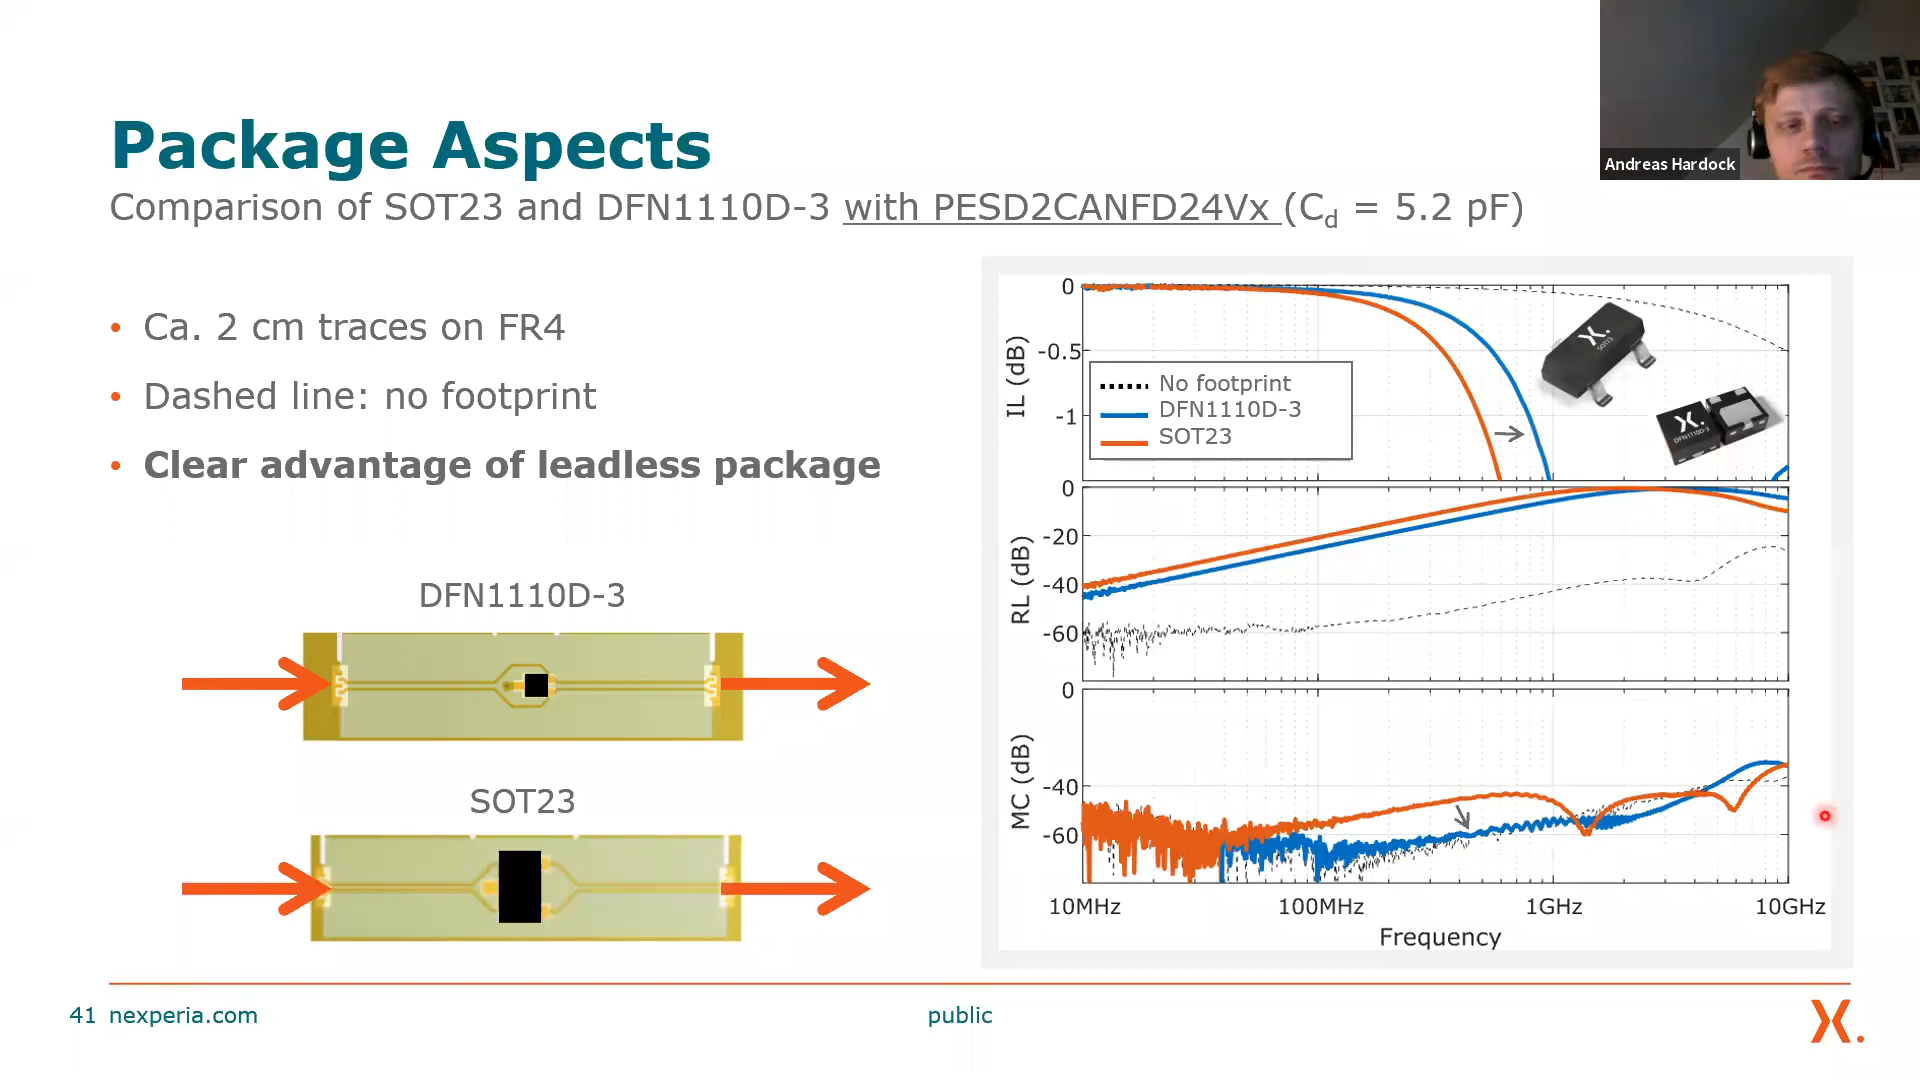 Andreas Hardock
Package Aspects
Comparison of SOT23 and DFN1110D-3 with PESD2CANFD24Vx (Cd = 5.2 pF)
• Ca. 2 cm traces on FR4
• Dashed line: no footprint
• Clear advantage of leadless package
DFN1110D-3
SOT23
IL (dB)
0
-0.5
-1
No footprint
DFN1110D-3
SOT23
SOT23
DFN1110D-3
RL (dB)
0
-20
-40
-60
MC (dB)
0
-40
-60
10MHz 100MHz 1GHz 10GHz
Frequency
41 nexperia.com public